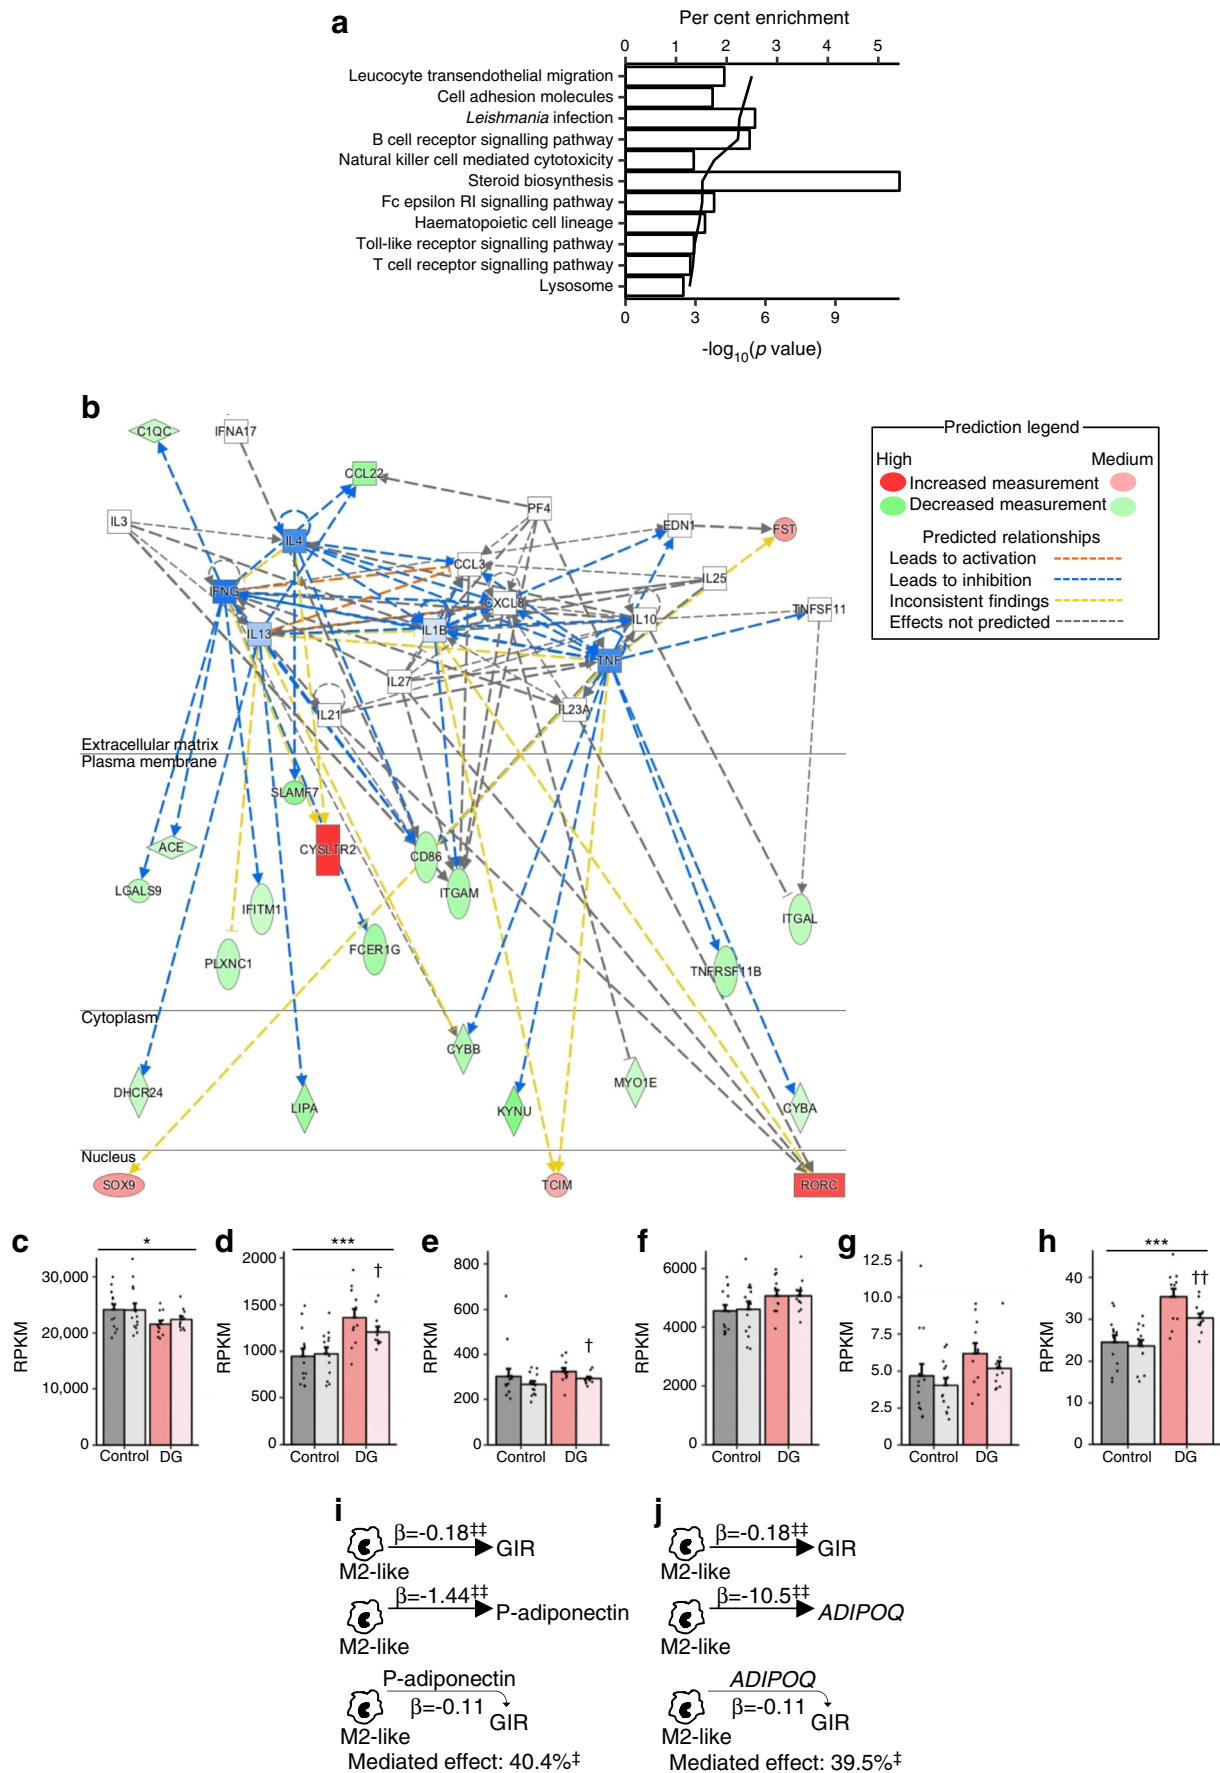 a
Per cent enrichment
0 1 2 3 4 5
Leucocyte transendothelial migration
Cell adhesion molecules
Leishmania infection
B cell receptor signalling pathway
Natural killer cell mediated cytotoxicity
Steroid biosynthesis
Fc epsilon RI signalling pathway
Haematopoietic cell lineage
Toll-like receptor signalling pathway
T cell receptor signalling pathway
Lysosome
0 3 6 9
-log10(p value)
b
C1QC IFNA17
CCL22
IL3 PF4 EDN1 FST
IL4
CCL3 IL25
IFNG CXCL8 TNFSF11
IL13 IL1B IL10
TNF
IL27
IL21 IL23A
Extracellular matrix
Plasma membrane
SLAMF7
ACE CYSLTR2 CD86
LGALS9 IFITM1 ITGAM ITGAL
PLXNC1 FCER1G TNFRSF11B
Cytoplasm
CYBB
DHCR24 MYO1E
LIPA KYNU CYBA
Nucleus
SOX9 TCIM RORC
Prediction legend
High Medium
Increased measurement
Decreased measurement
Predicted relationships
Leads to activation
Leads to inhibition
Inconsistent findings
Effects not predicted
c
*
RPKM
30,000
20,000
10,000
0
Control DG
d
***
†
RPKM
2000
1500
1000
500
0
Control DG
e
†
RPKM
800
600
400
200
0
Control DG
f
RPKM
6000
4000
2000
0
Control DG
g
RPKM
12.5
10.0
7.5
5.0
2.5
0
Control DG
h
***
††
RPKM
40
30
20
10
0
Control DG
i
β=-0.18‡‡
GIR
M2-like
β=-1.44‡‡
P-adiponectin
M2-like
P-adiponectin
β=-0.11
GIR
M2-like
Mediated effect: 40.4%‡
j
β=-0.18‡‡
GIR
M2-like
β=-10.5‡‡
ADIPOQ
M2-like
ADIPOQ
β=-0.11
GIR
M2-like
Mediated effect: 39.5%‡